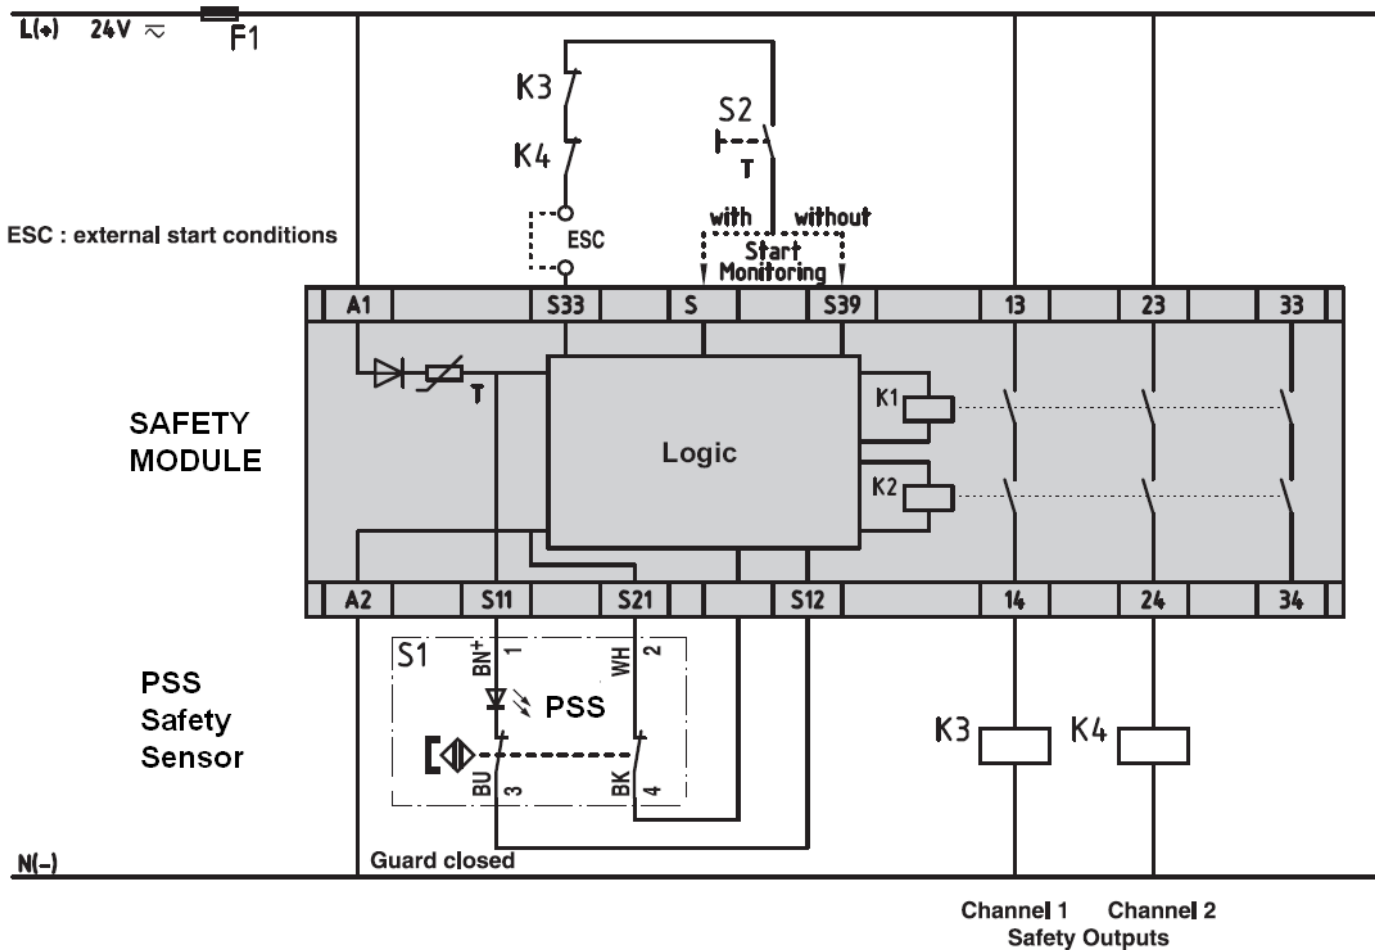 L(+) 24V ≂ F1
K3
S2
K4
T
with without
ESC : external start conditions
ESC
Start
Monitoring
A1 S33 S S39 13 23 33
T
K1
SAFETY
MODULE
Logic
K2
A2 S11 S21 S12 14 24 34
S1 BN+ 1 WH 2
PSS
Safety
Sensor
PSS
K3 K4
BU 3 BK 4
N(-)
Guard closed
Channel 1 Channel 2
Safety Outputs